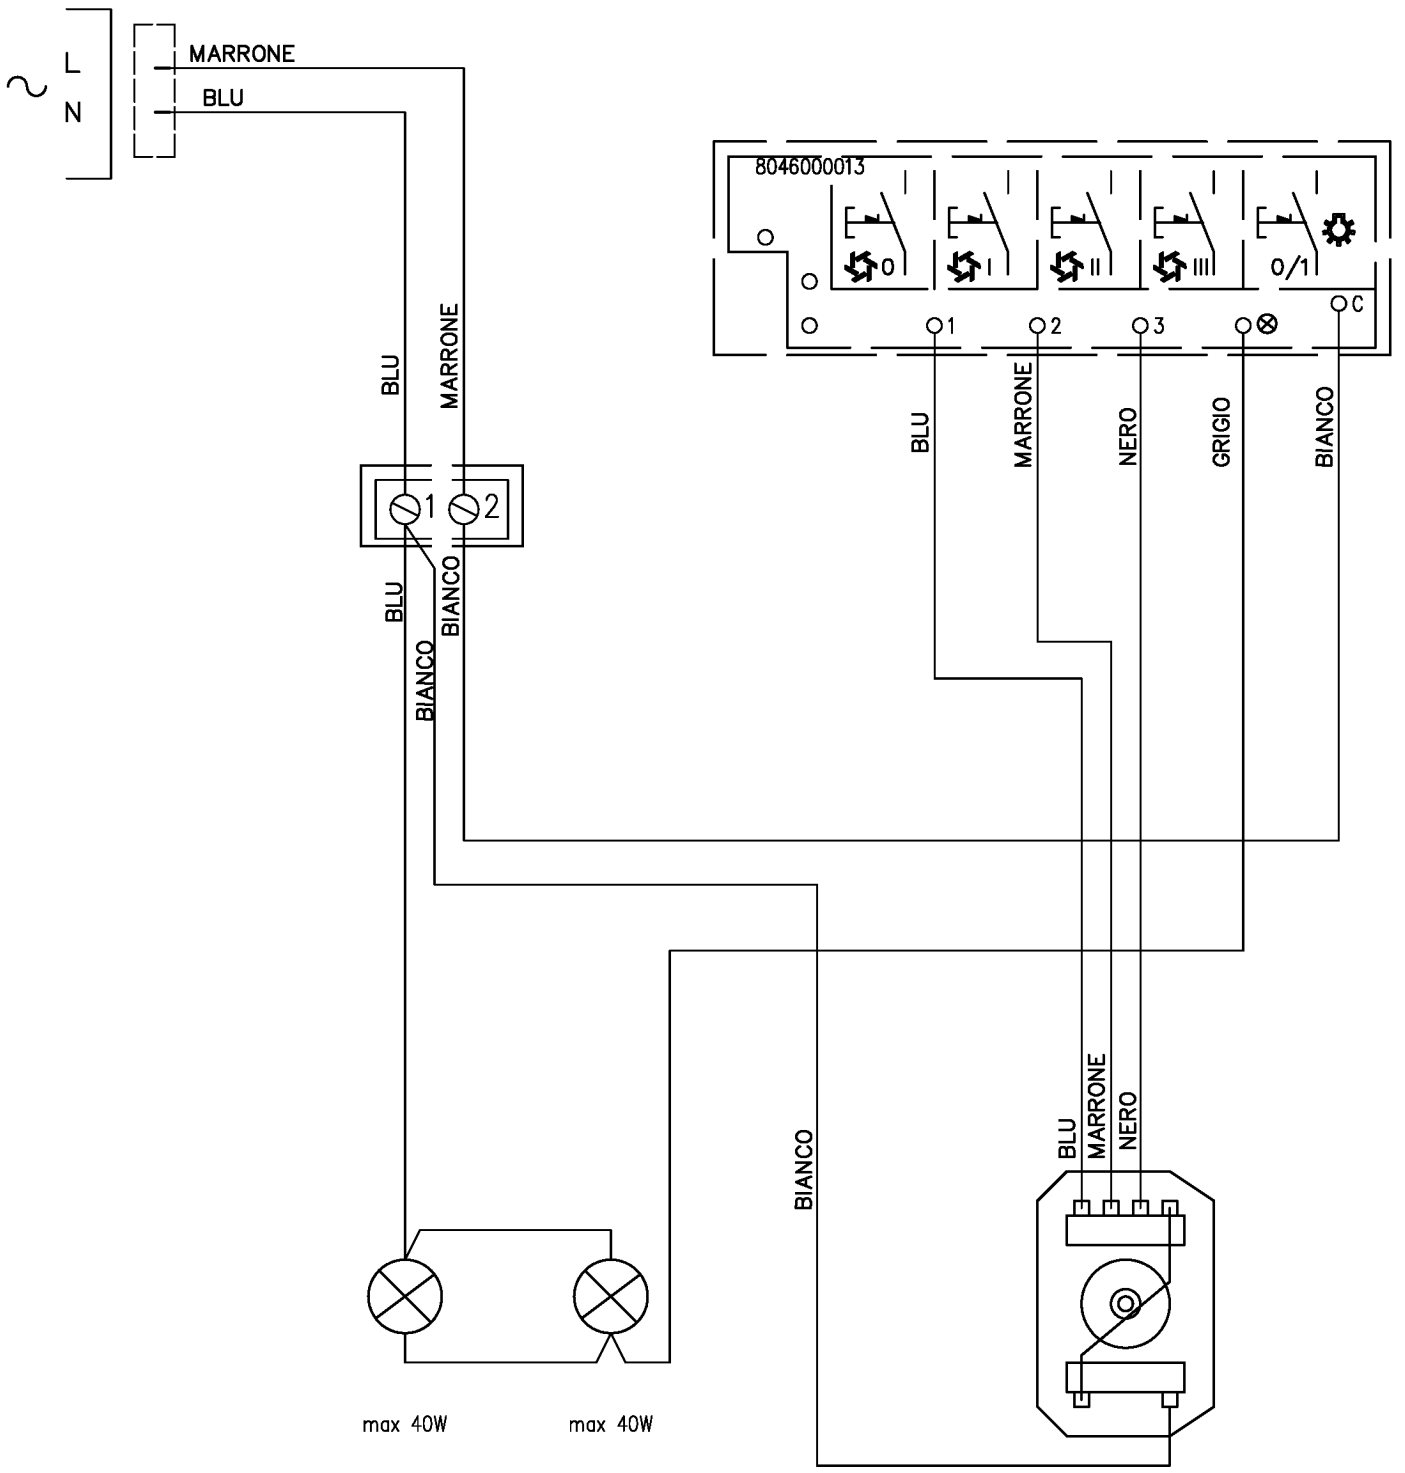 L
N
MARRONE
BLU
8046000013
0
I
II
III
0/1
1
2
3
C
BLU
MARRONE
BLU
MARRONE
NERO
GRIGIO
BIANCO
1
2
BLU
BIANCO
BIANCO
BLU
MARRONE
NERO
BIANCO
max 40W
max 40W